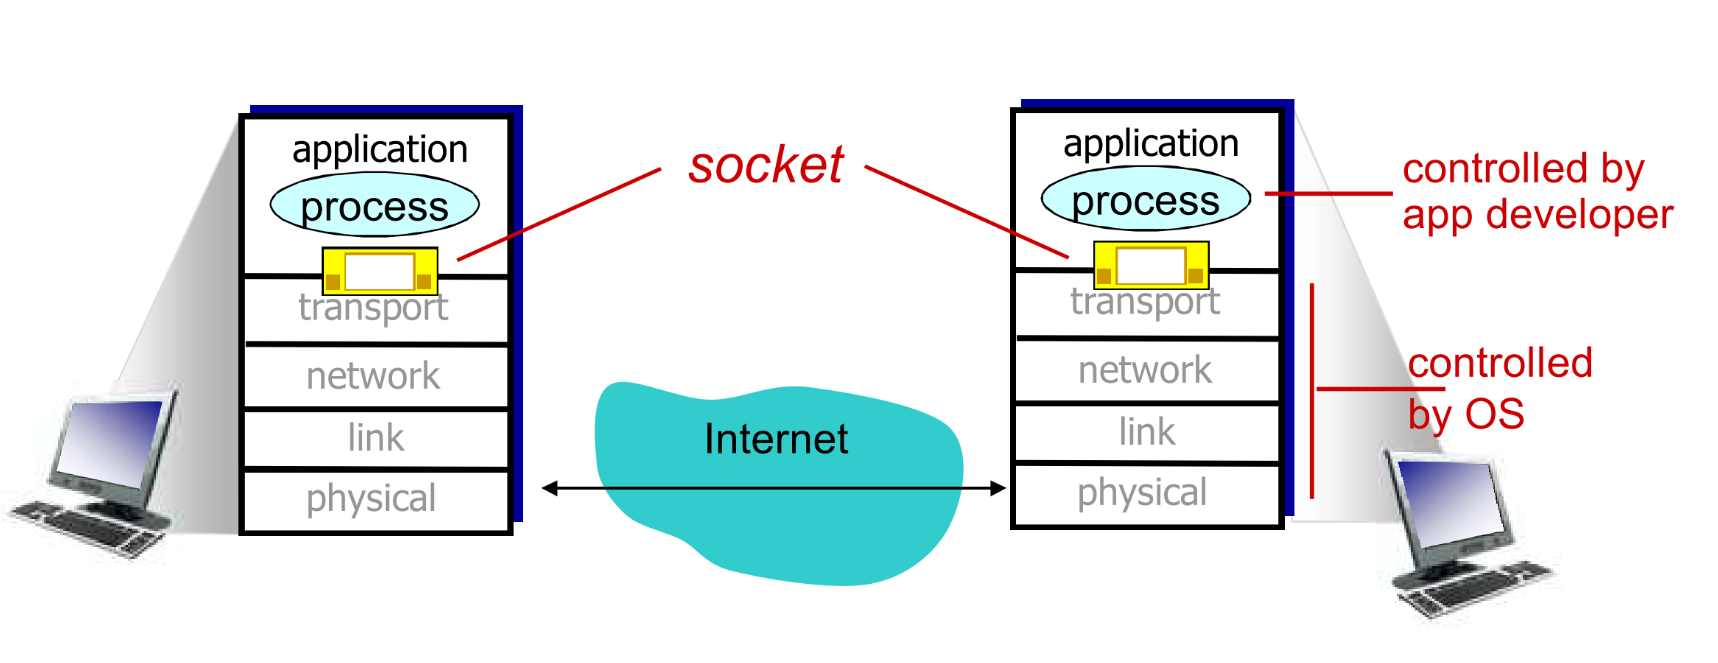 application
process
transport
network
link
physical
socket
Internet
application
process
transport
network
link
physical
controlled by
app developer
controlled
by OS